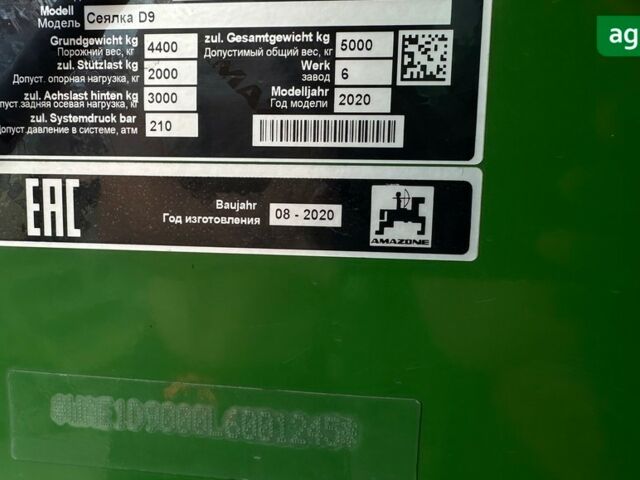 Modell
Модель Сеялка D9
Grundgewicht kg 4400 zul. Gesamtgewicht kg 5000
Порожний вес, кг Допустимый общий вес, кг
zul. Stützlast kg 2000 Werk 6
Допуст. опорная нагрузка, кг завод
zul. Achslast hinten kg 3000 Modelljahr 2020
Допуст.задняя осевая нагрузка, кг Год модели
zul. Systemdruck bar 210
Допуст.давление в системе, атм
EAC
Baujahr 08 - 2020
Год изготовления
AMAZONE
ag